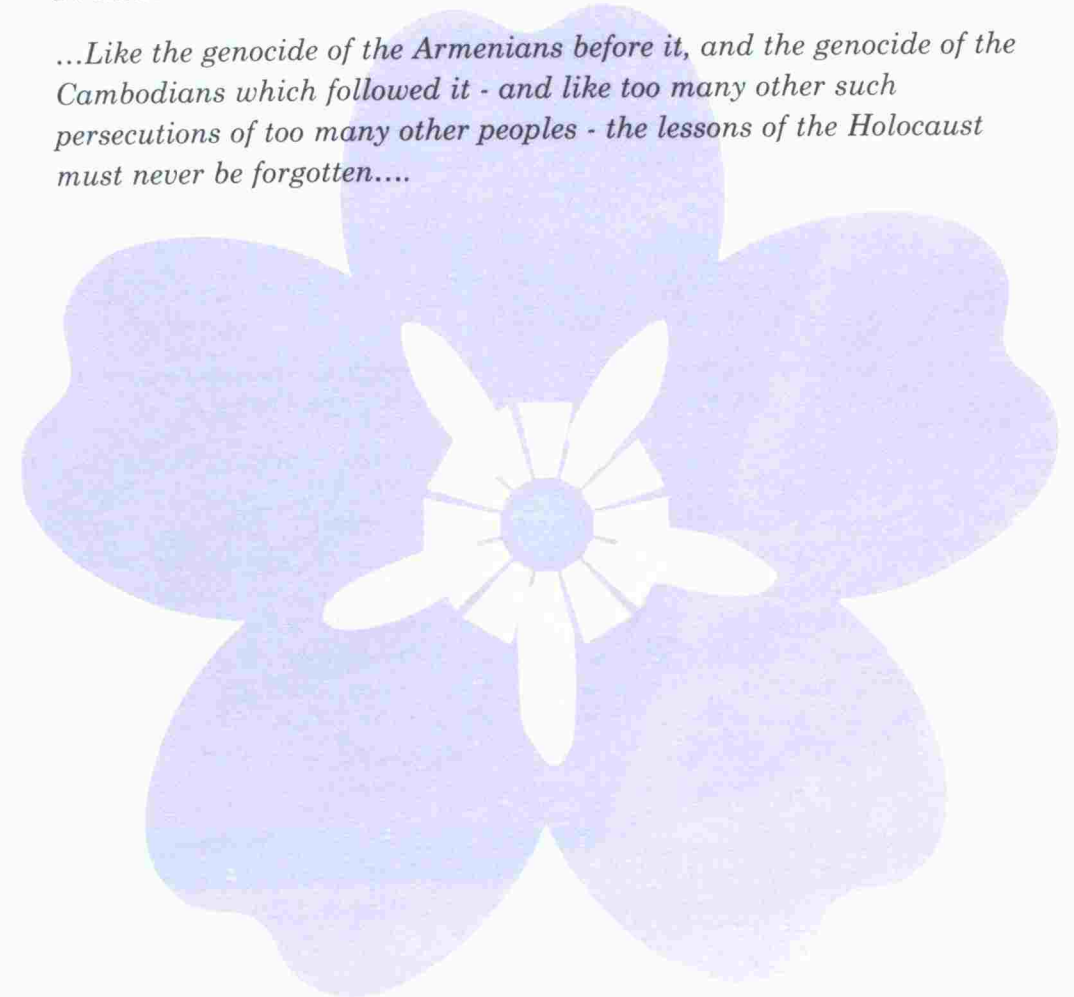 ...Like the genocide of the Armenians before it, and the genocide of the
Cambodians which followed it - and like too many other such
persecutions of too many other peoples - the lessons of the Holocaust
must never be forgotten....